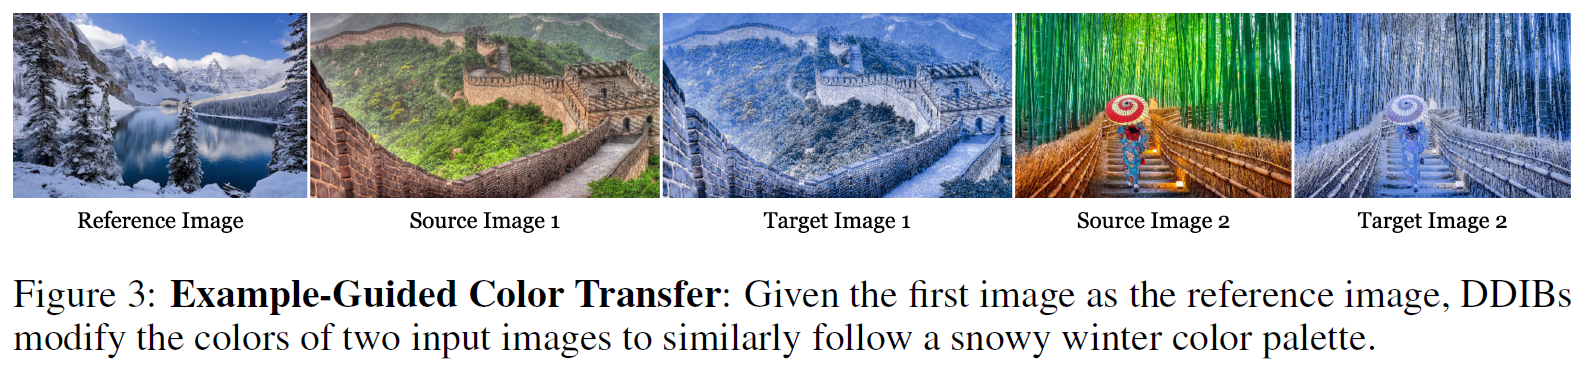 Reference Image
Source Image 1
Target Image 1
Source Image 2
Target Image 2
Figure 3: Example-Guided Color Transfer: Given the first image as the reference image, DDIBs
modify the colors of two input images to similarly follow a snowy winter color palette.